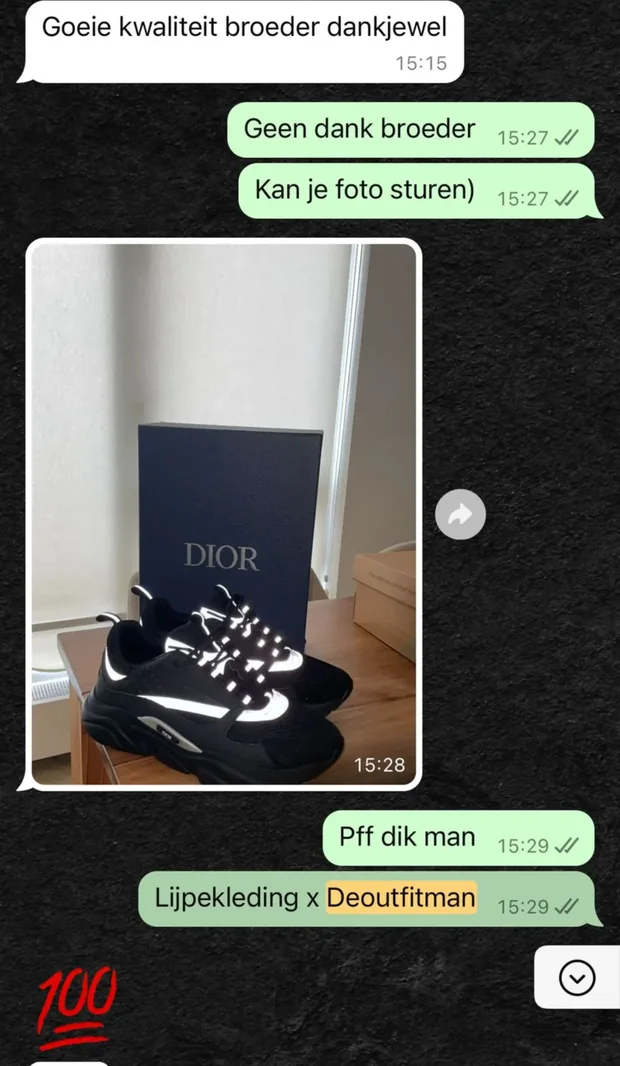 Goeie kwaliteit broeder dankjewel
15:15
Geen dank broeder 15:27
Kan je foto sturen) 15:27
DIOR
15:28
Pff dik man 15:29
Lijpekleding x Deoutfitman 15:29
100